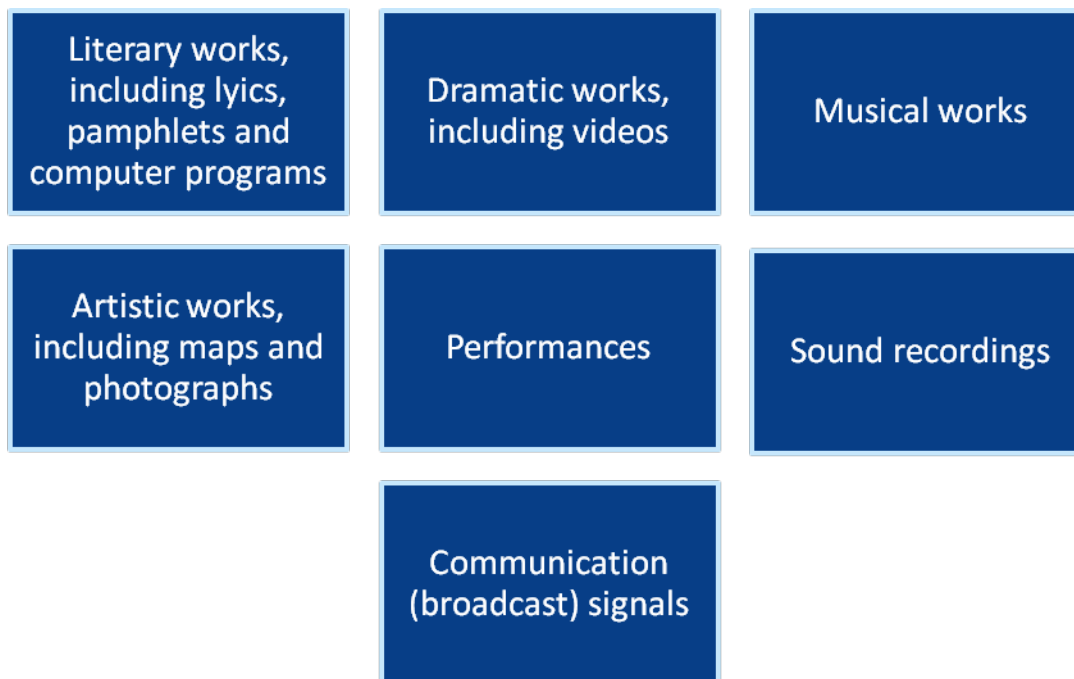 Literary works,
including lyics,
pamphlets and
computer programs
Dramatic works,
including videos
Musical works
Artistic works,
including maps and
photographs
Performances
Sound recordings
Communication
(broadcast) signals